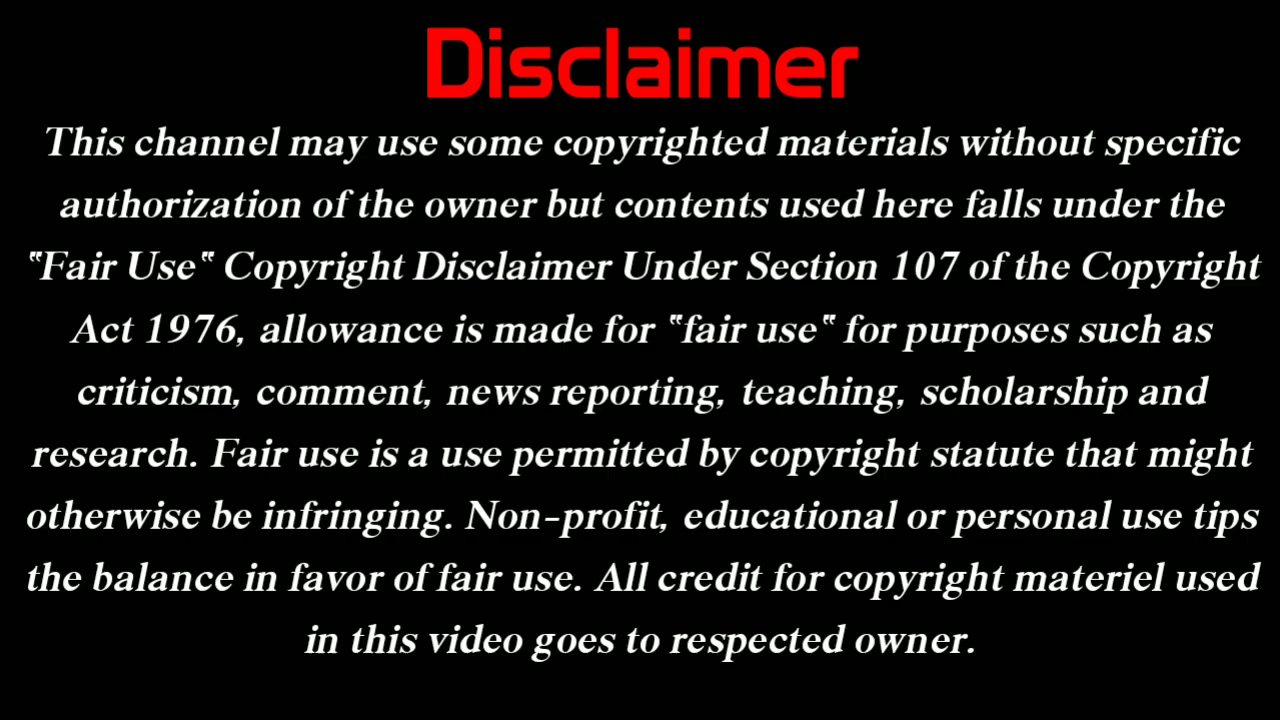 Disclaimer
This channel may use some copyrighted materials without specific
authorization of the owner but contents used here falls under the
“Fair Use“ Copyright Disclaimer Under Section 107 of the Copyright
Act 1976, allowance is made for “fair use“ for purposes such as
criticism, comment, news reporting, teaching, scholarship and
research. Fair use is a use permitted by copyright statute that might
otherwise be infringing. Non-profit, educational or personal use tips
the balance in favor of fair use. All credit for copyright materiel used
in this video goes to respected owner.